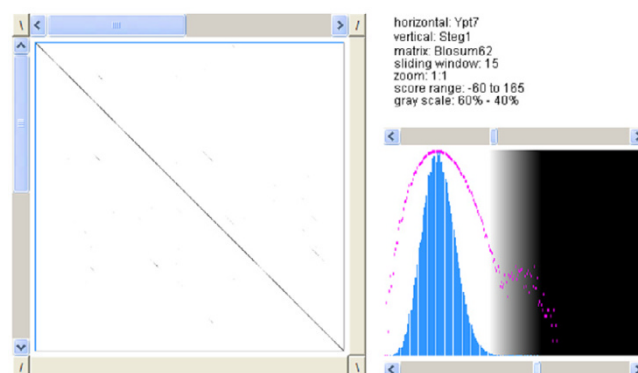 horizontal: Ypt7
vertical: Steg1
matrix: Blosum62
sliding window: 15
zoom: 1:1
score range: -60 to 165
gray scale: 60% - 40%